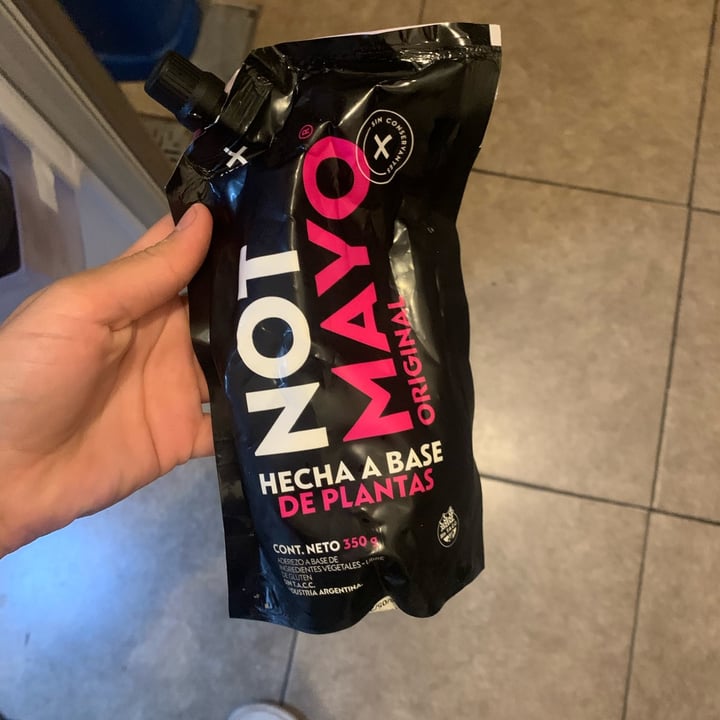 SIN CONSERVANTES
X
X
NOT
MAYO®
ORIGINAL
HECHA A BASE
DE PLANTAS
CONT. NETO 350 g
ADEREZO A BASE DE
INGREDIENTES VEGETALES - LIBRE
DE GLUTEN
SIN T.A.C.C.
INDUSTRIA ARGENTINA.